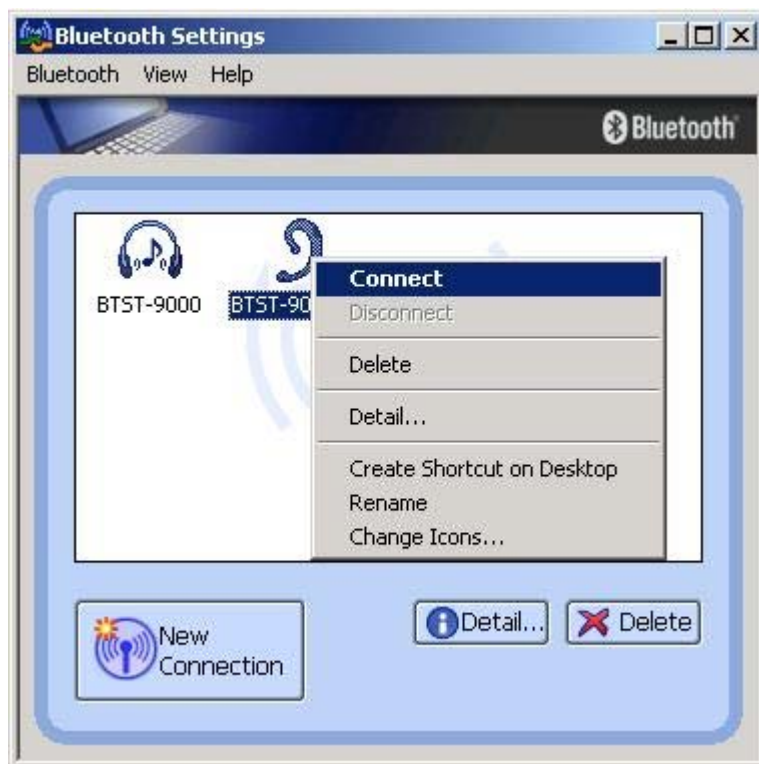 Bluetooth Settings
Bluetooth View Help
Bluetooth
BTST-9000
BTST-90
Connect
Disconnect
Delete
Detail...
Create Shortcut on Desktop
Rename
Change Icons...
New
Connection
Detail...
Delete